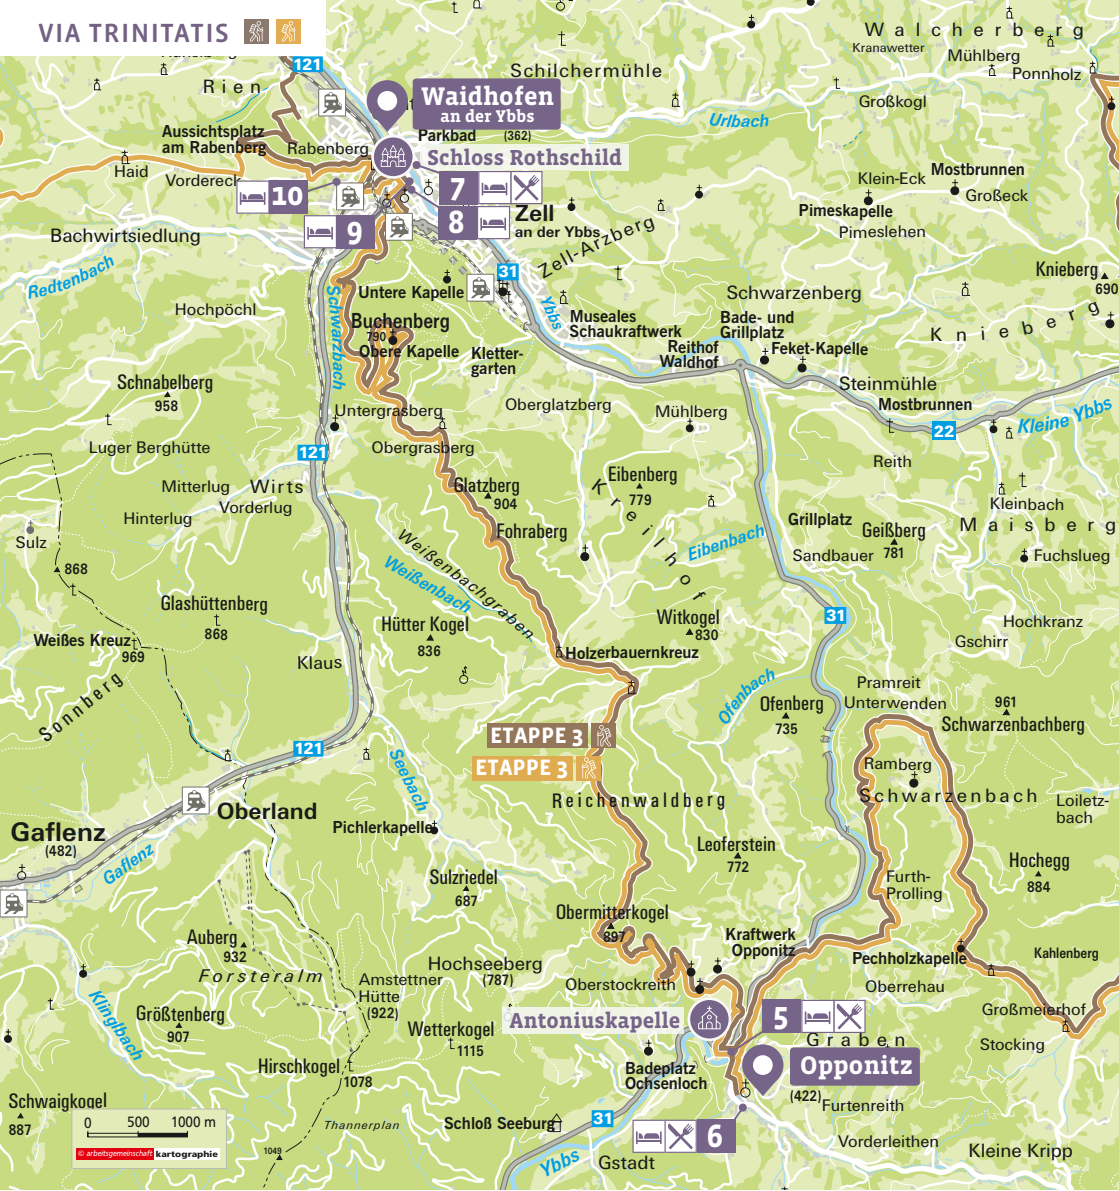 VIA TRINITATIS
121
Rien
Schilchermühle
Walcherberg
Kranawetter
Mühlberg
Ponnholz
Großkogl
Urlbach
Waidhofen
an der Ybbs
Parkbad
(362)
Aussichtsplatz
am Rabenberg
Rabenberg
Schloss Rothschild
Haid
Vorderech
10
7
8
9
Zell
an der Ybbs
Zell-Arzberg
Klein-Eck
Mostbrunnen
Großeck
Pimeskapelle
Pimeslehen
Bachwirtsiedlung
Redtenbach
Knieberg
690
Knieberg
Hochpöchl
Schwarzbach
Untere Kapelle
31
Ybbs
Schwarzenberg
Buchenberg
790
Obere Kapelle
Kletter-
garten
Museales
Schaukraftwerk
Bade- und
Grillplatz
Reithof
Waldhof
Feket-Kapelle
Steinmühle
Mostbrunnen
Kleine Ybbs
22
Schnabelberg
958
Untergrasberg
Oberglatzberg
Mühlberg
Luger Berghütte
121
Obergrasberg
Reith
Mitterlug
Wirts
Vorderlug
Hinterlug
Glatzberg
904
Eibenberg
779
Kreilhof
Kleinbach
Maisberg
Fohraberg
Grillplatz
Geißberg
781
Sandbauer
Fuchslueg
Eibenbach
Sulz
868
Weißenbachgraben
Weißenbach
Glashüttenberg
868
Hütter Kogel
836
Witkogel
830
31
Hochkranz
Gschirr
Weißes Kreuz
969
Sonnberg
Klaus
Holzerbauernkreuz
Ofenbach
Ofenberg
735
Pramreit
Unterwenden
961
Schwarzenbachberg
ETAPPE 3
ETAPPE 3
121
Seebach
Ramberg
Schwarzenbach
Loiletz-
bach
Reichenwaldberg
Oberland
Gaflenz
(482)
Gaflenz
Pichlerkapelle
Leoferstein
772
Sulzriedel
687
Furth-
Prolling
Hochegg
884
Obermitterkogel
897
Kraftwerk
Opponitz
Auberg
932
Forsteralm
Hochseeberg
(787)
Amstettner
Hütte
(922)
Pechholzkapelle
Kahlenberg
Oberstockreith
Oberrehau
Klinglbach
Größtenberg
907
Wetterkogel
1115
Antoniuskapelle
5
Großmeierhof
Graben
Stocking
Hirschkogel
1078
Badeplatz
Ochsenloch
Opponitz
(422)
Furtenreith
Schwaigkogel
887
0 500 1000 m
© arbeitsgemeinschaft kartographie
1049
Thannerplan
Schloß Seeburg
31
6
Vorderleithen
Ybbs
Gstadt
Kleine Kripp